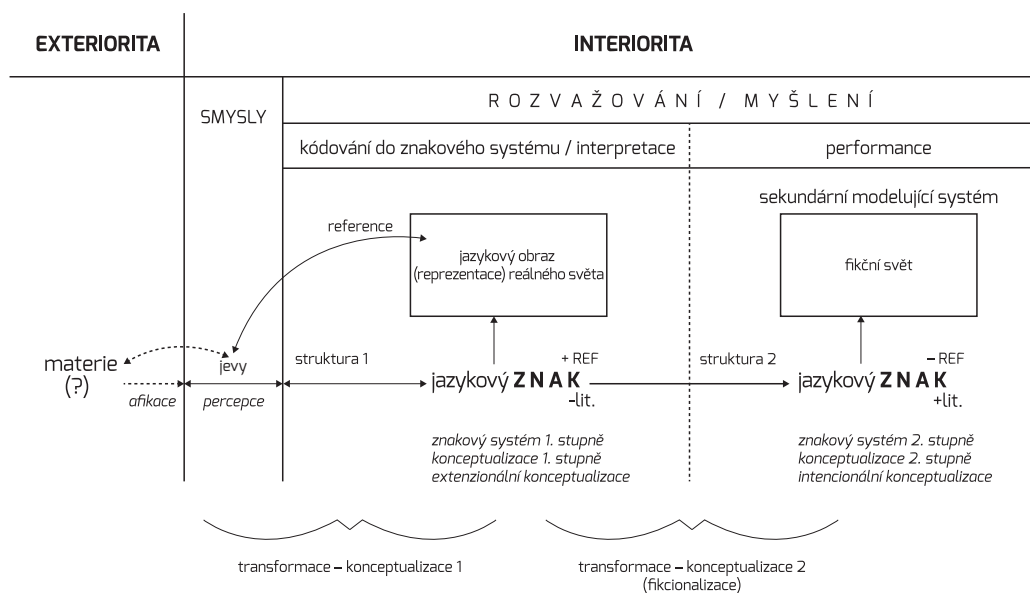 EXTERIORITA
INTERIORITA
SMYSLY
ROZVAŽOVÁNÍ / MYŠLENÍ
kódování do znakového systému / interpretace
performance
sekundární modelující systém
reference
jazykový obraz
(reprezentace) reálného světa
fikční svět
materie
(?)
jevy
struktura 1
+ REF
struktura 2
– REF
afikace
percepce
jazykový ZNAK
-lit.
jazykový ZNAK
+lit.
znakový systém 1. stupně
konceptualizace 1. stupně
extenzionální konceptualizace
znakový systém 2. stupně
konceptualizace 2. stupně
intencionální konceptualizace
transformace – konceptualizace 1
transformace – konceptualizace 2
(fikcionalizace)